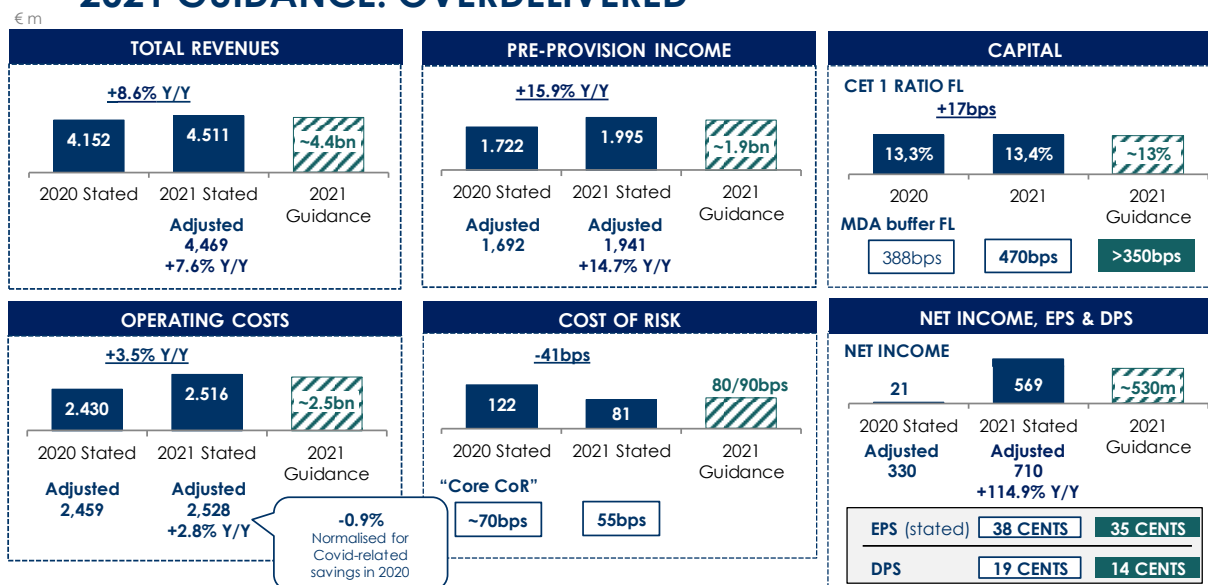 2021 GUIDANCE: OVERDELIVERED
€ m
TOTAL REVENUES
+8.6% Y/Y
4.152
4.511
~4.4bn
2020 Stated
2021 Stated
2021
Guidance
Adjusted
4,469
+7.6% Y/Y
PRE-PROVISION INCOME
+15.9% Y/Y
1.722
1.995
~1.9bn
2020 Stated
2021 Stated
2021
Guidance
Adjusted
1,692
Adjusted
1,941
+14.7% Y/Y
CAPITAL
CET 1 RATIO FL
+17bps
13,3%
13,4%
~13%
2020
2021
2021
Guidance
MDA buffer FL
388bps
470bps
>350bps
OPERATING COSTS
+3.5% Y/Y
2.430
2.516
~2.5bn
2020 Stated
2021 Stated
2021
Guidance
Adjusted
2,459
Adjusted
2,528
+2.8% Y/Y
-0.9%
Normalised for
Covid-related
savings in 2020
COST OF RISK
-41bps
122
81
80/90bps
2020 Stated
2021 Stated
2021
Guidance
“Core CoR”
~70bps
55bps
NET INCOME, EPS & DPS
NET INCOME
21
569
~530m
2020 Stated
2021 Stated
2021
Guidance
Adjusted
330
Adjusted
710
+114.9% Y/Y
EPS (stated)
38 CENTS
35 CENTS
DPS
19 CENTS
14 CENTS